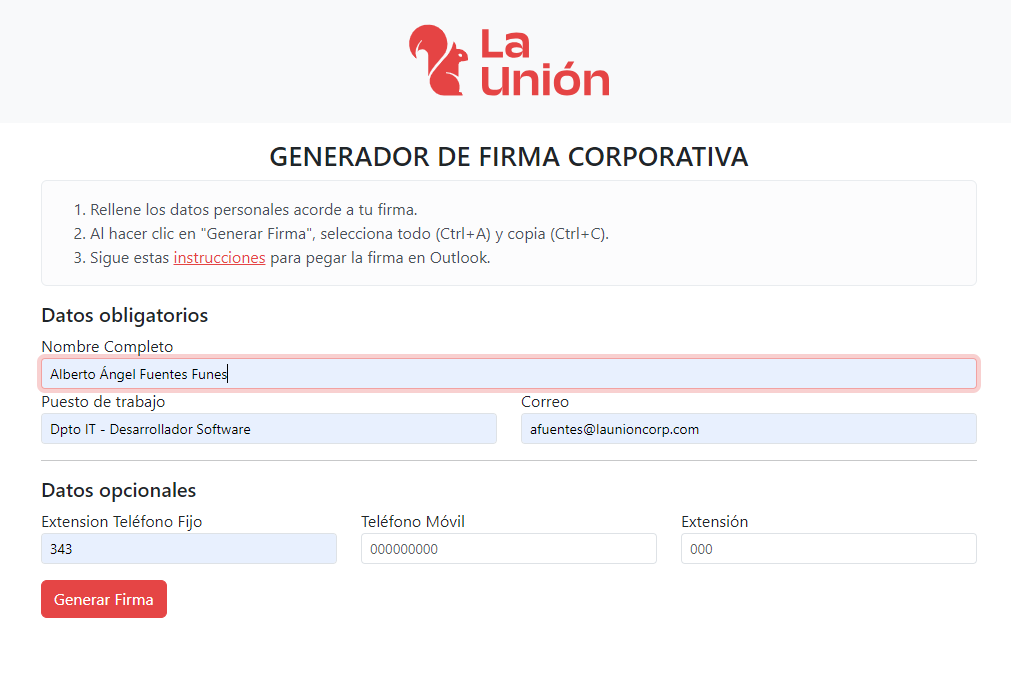 La
Unión
GENERADOR DE FIRMA CORPORATIVA
1. Rellene los datos personales acorde a tu firma.
2. Al hacer clic en "Generar Firma", selecciona todo (Ctrl+A) y copia (Ctrl+C).
3. Sigue estas instrucciones para pegar la firma en Outlook.
Datos obligatorios
Nombre Completo
Alberto Ángel Fuentes Funes
Puesto de trabajo
Dpto IT - Desarrollador Software
Correo
afuentes@launioncorp.com
Datos opcionales
Extension Teléfono Fijo
343
Teléfono Móvil
000000000
Extensión
000
Generar Firma